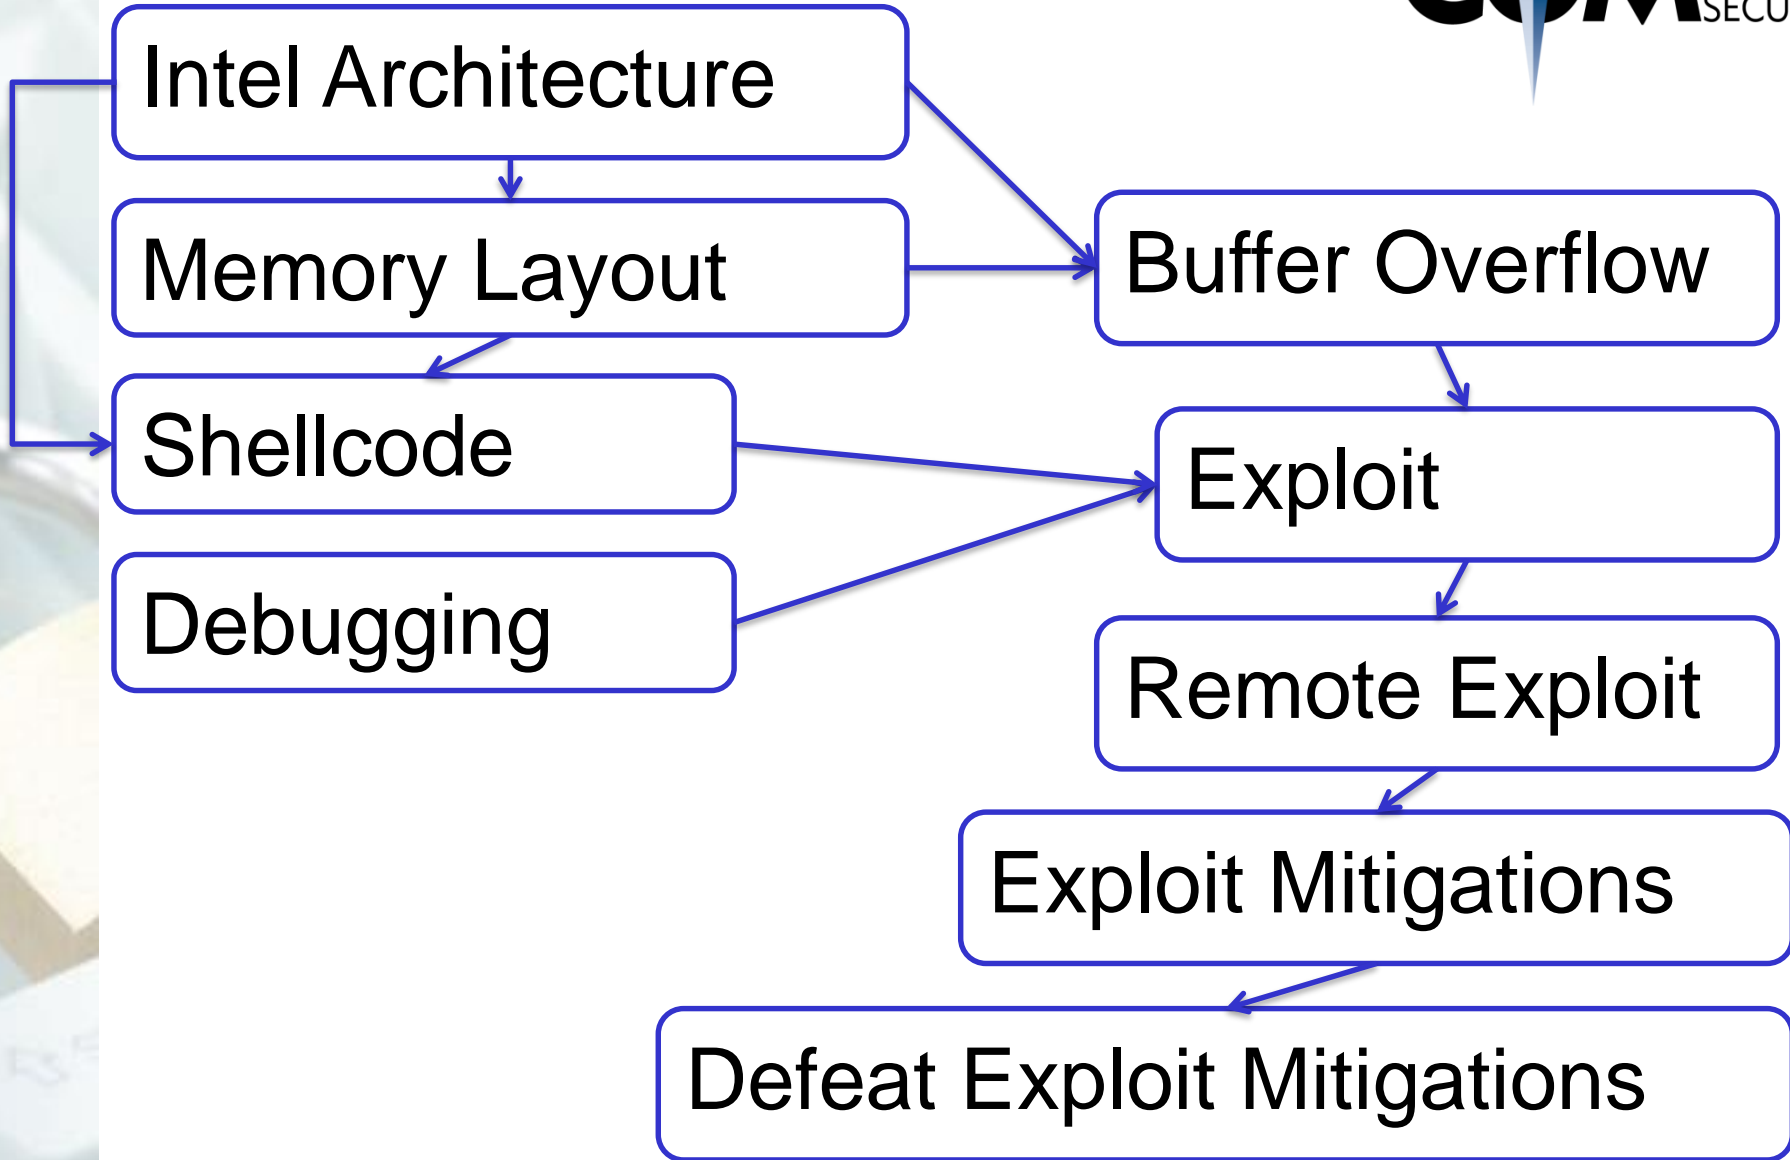 Intel Architecture
Memory Layout
Buffer Overflow
Shellcode
Exploit
Debugging
Remote Exploit
Exploit Mitigations
Defeat Exploit Mitigations